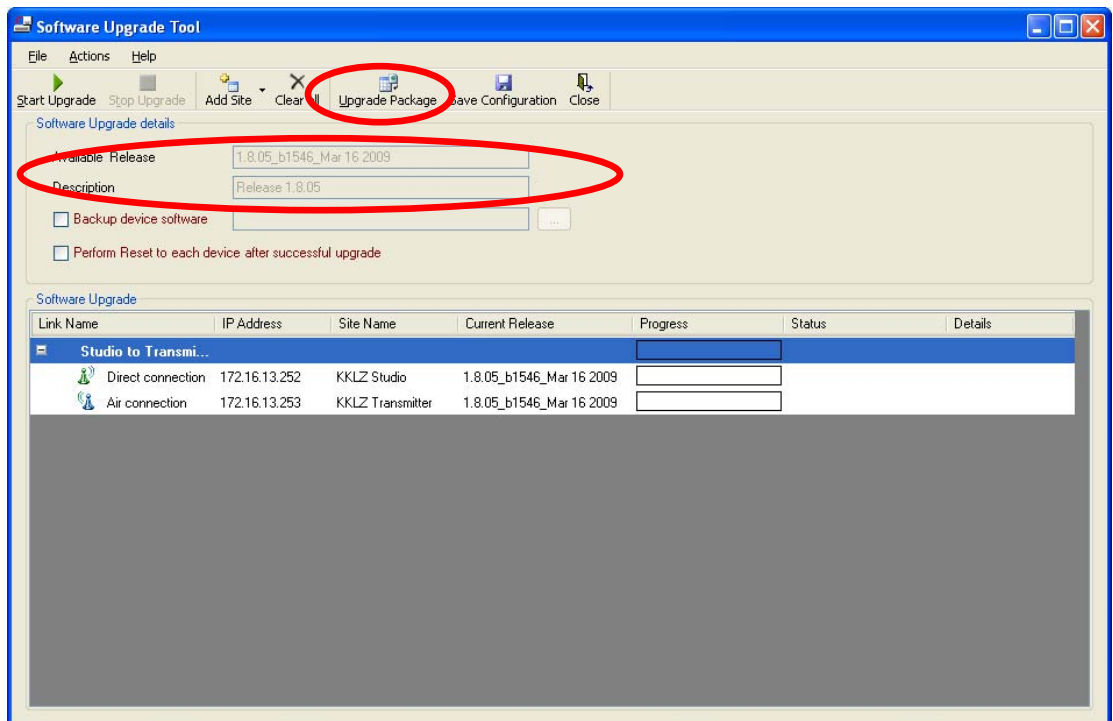 Software Upgrade Tool
File Actions Help
Start Upgrade Stop Upgrade Add Site Clear All Upgrade Package Save Configuration Close
Software Upgrade details
Available Release 1.8.05_b1546_Mar 16 2009
Description Release 1.8.05
Backup device software ...
Perform Reset to each device after successful upgrade
Software Upgrade
Link Name IP Address Site Name Current Release Progress Status Details
Studio to Transmi...
Direct connection 172.16.13.252 KKLZ Studio 1.8.05_b1546_Mar 16 2009
Air connection 172.16.13.253 KKLZ Transmitter 1.8.05_b1546_Mar 16 2009